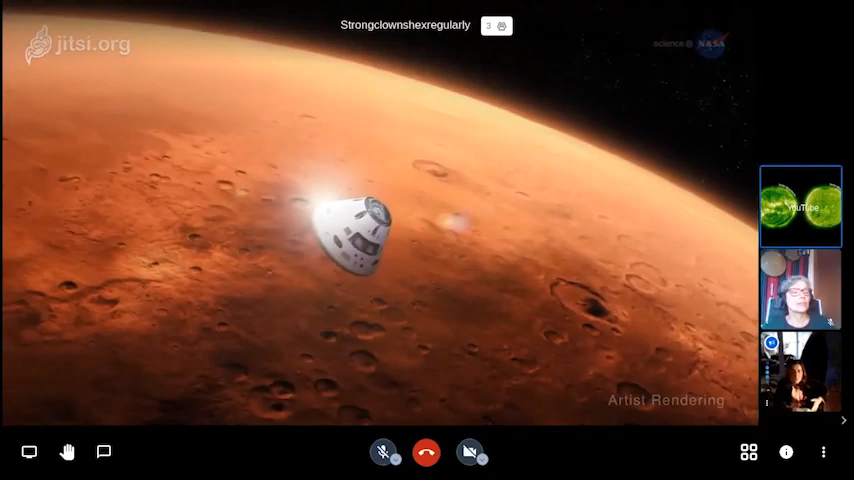 Strongclownshexregularly
3
jitsi.org
science@
NASA
YouTube
Artist Rendering